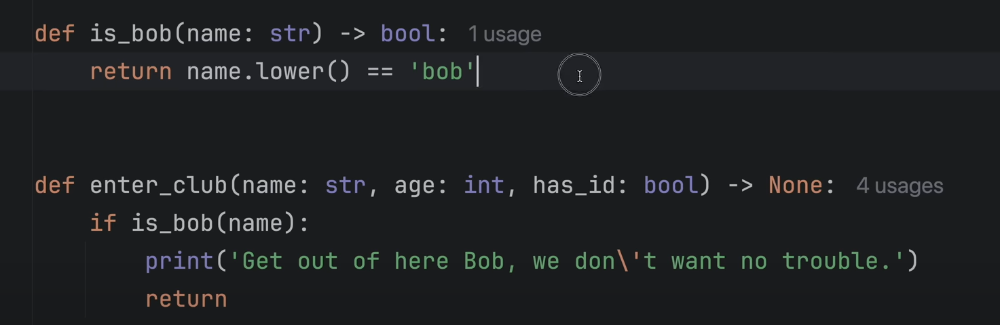 def is_bob(name: str) -> bool: 1 usage
    return name.lower() == 'bob'
def enter_club(name: str, age: int, has_id: bool) -> None: 4 usages
    if is_bob(name):
        print('Get out of here Bob, we don\'t want no trouble.')
        return